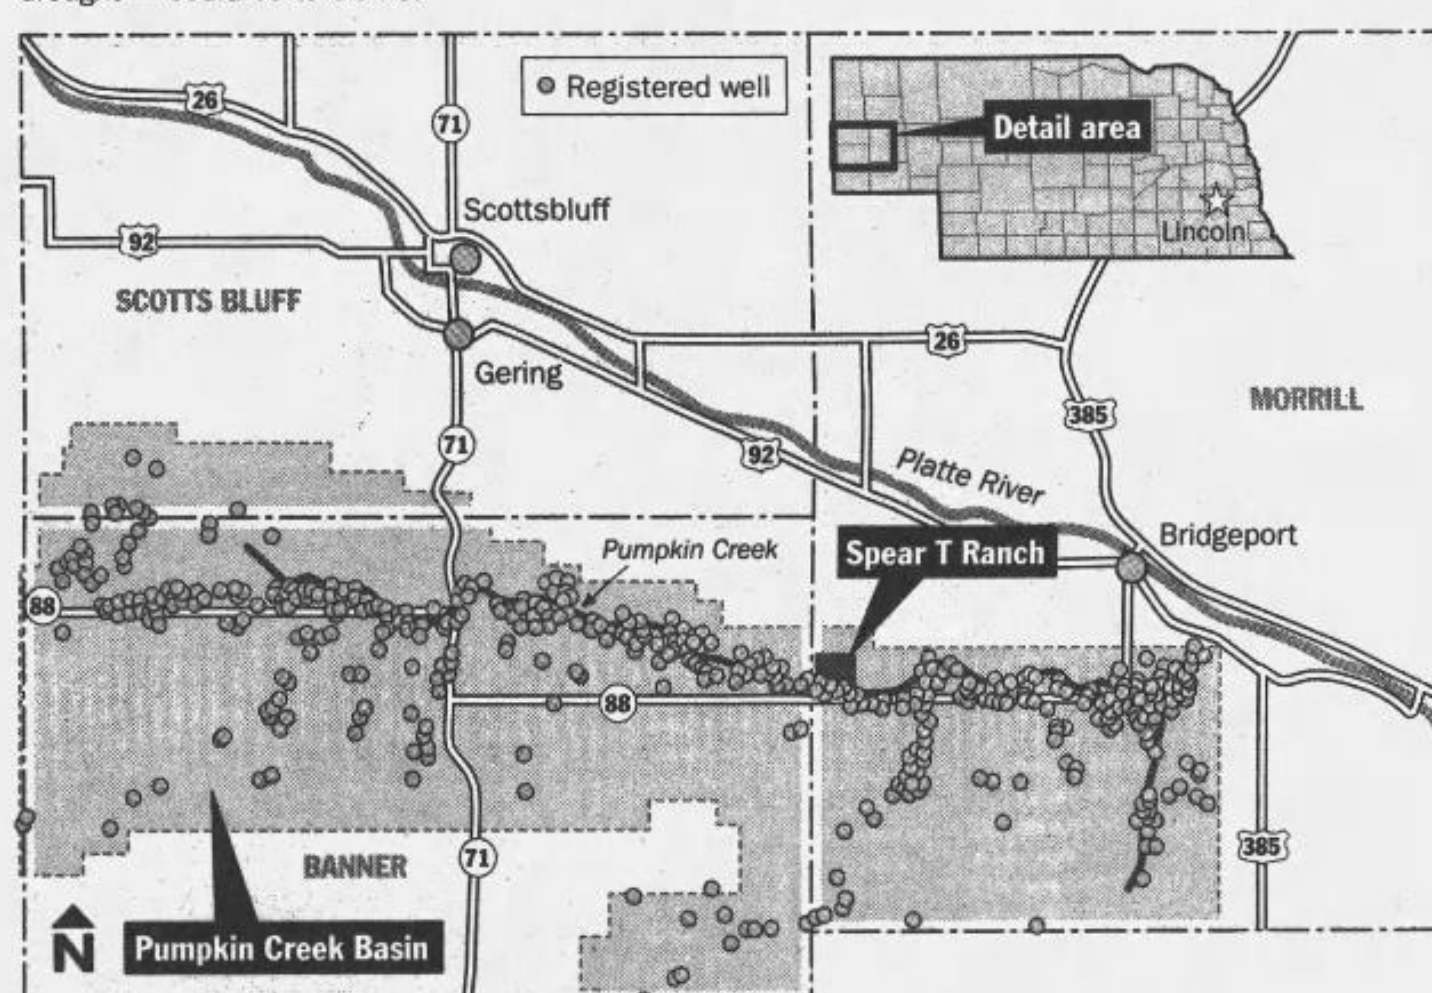 26
71
Registered well
Detail area
Scottsbluff
Lincoln
92
SCOTTS BLUFF
26
Gering
385
MORRILL
71
92
Platte River
Pumpkin Creek
Spear T Ranch
Bridgeport
88
88
385
71
BANNER
N
Pumpkin Creek Basin